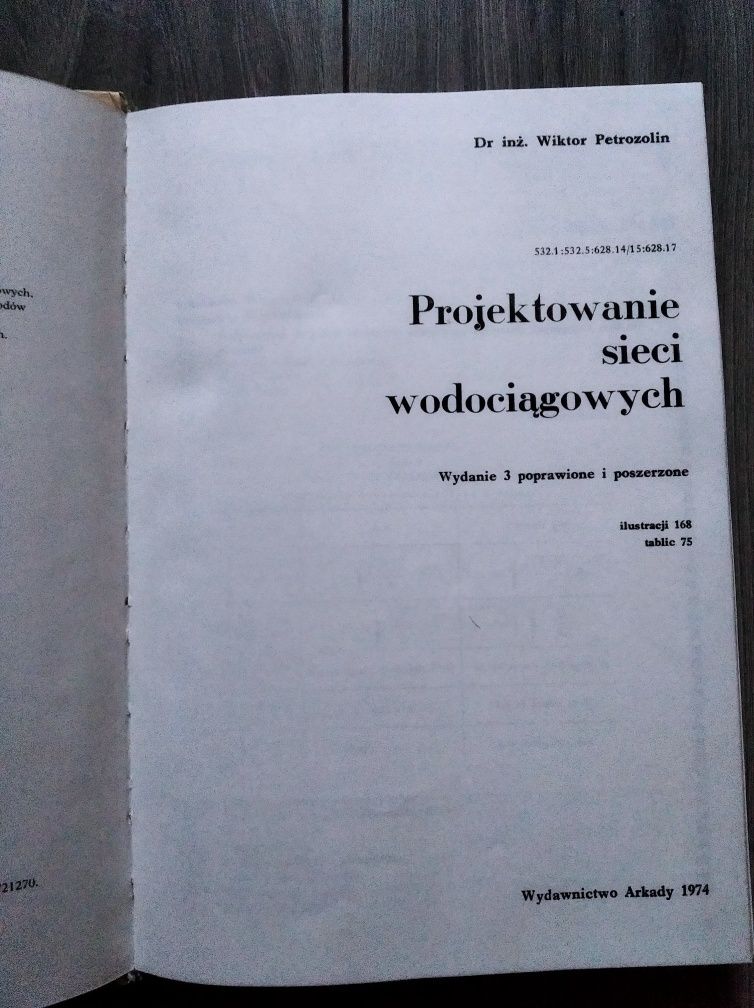 Dr inż. Wiktor Petrozolin
532.1:532.5:628.14/15:628.17
Projektowanie
sieci
wodociągowych
Wydanie 3 poprawione i poszerzone
ilustracji 168
tablic 75
Wydawnictwo Arkady 1974
21270.